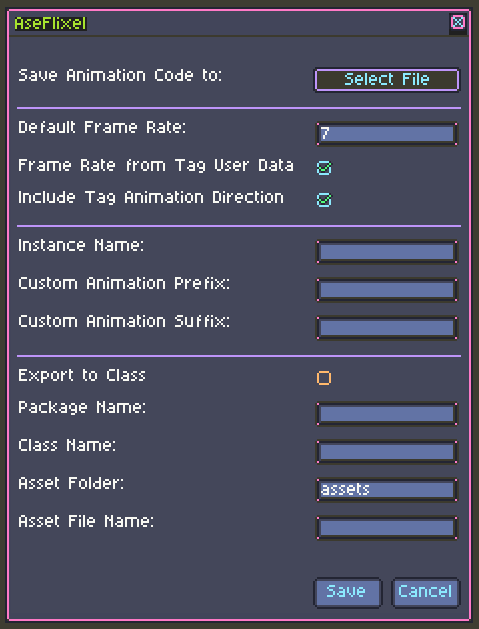 AseFlixel
Save Animation Code to: Select File
Default Frame Rate: 7
Frame Rate from Tag User Data
Include Tag Animation Direction
Instance Name:
Custom Animation Prefix:
Custom Animation Suffix:
Export to Class
Package Name:
Class Name:
Asset Folder: assets
Asset File Name:
Save Cancel